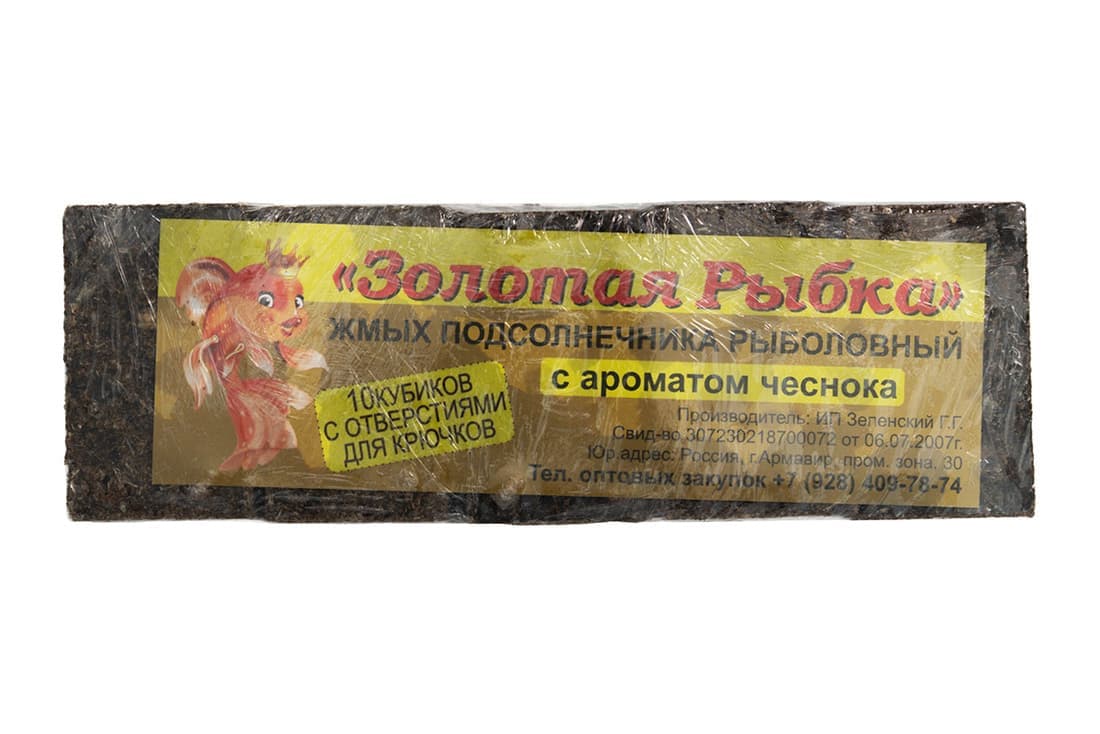 «Золотая Рыбка»
ЖМЫХ ПОДСОЛНЕЧНИКА РЫБОЛОВНЫЙ
с ароматом чеснока
10КУБИКОВ
С ОТВЕРСТИЯМИ
ДЛЯ КРЮЧКОВ
Производитель: ИП Зеленский Г.Г.
Свид-во 307230218700072 от 06.07.2007г.
Юр.адрес: Россия, г.Армавир, пром. зона, 30
Тел. оптовых закупок +7 (928) 409-78-74